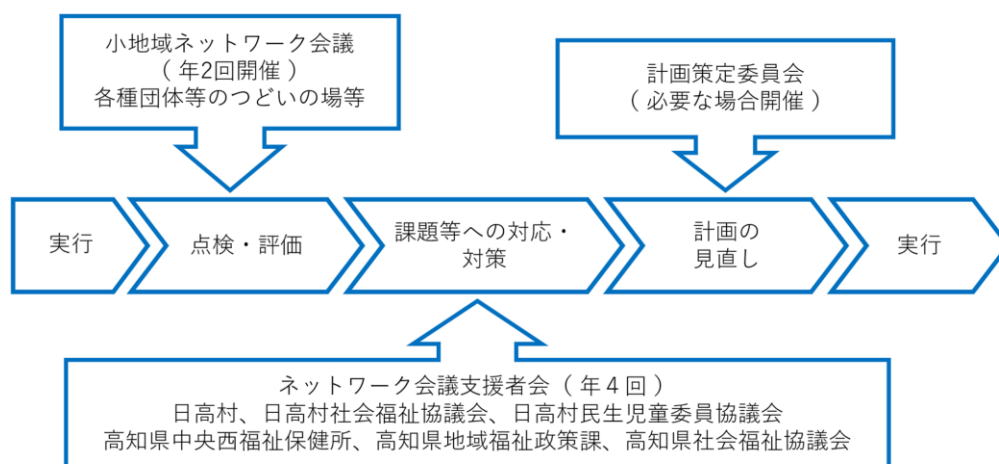 小地域ネットワーク会議
（ 年2回開催 ）
各種団体等のつどいの場等
計画策定委員会
（ 必要な場合開催 ）
実行
点検・評価
課題等への対応・
対策
計画の
見直し
実行
ネットワーク会議支援者会 （ 年４回 ）
日高村、日高村社会福祉協議会、日高村民生児童委員協議会
高知県中央西福祉保健所、高知県地域福祉政策課、高知県社会福祉協議会